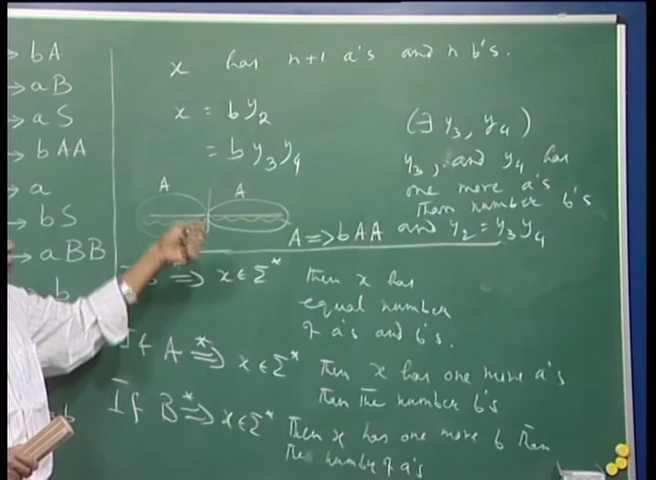 → bA
→ aB
→ aS
→ bAA
→ a
→ bS
→ aBB
→ b
x has n+1 a's and n b's.
x = by₂
= by₃y₄
(∃ y₃, y₄)
y₃, and y₄ has
one more a's
than number b's
A A
A ⇒ bAA and y₂ = y₃y₄
⇒ x ∈ Σ* then x has
equal number
of a's and b's.
If A ⇒* x ∈ Σ* Then x has one more a's
than the number b's
If B ⇒* x ∈ Σ* Then x has one more b than
the number of a's